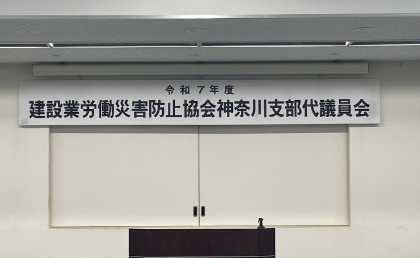 令和７年度
建設業労働災害防止協会神奈川支部代議員会